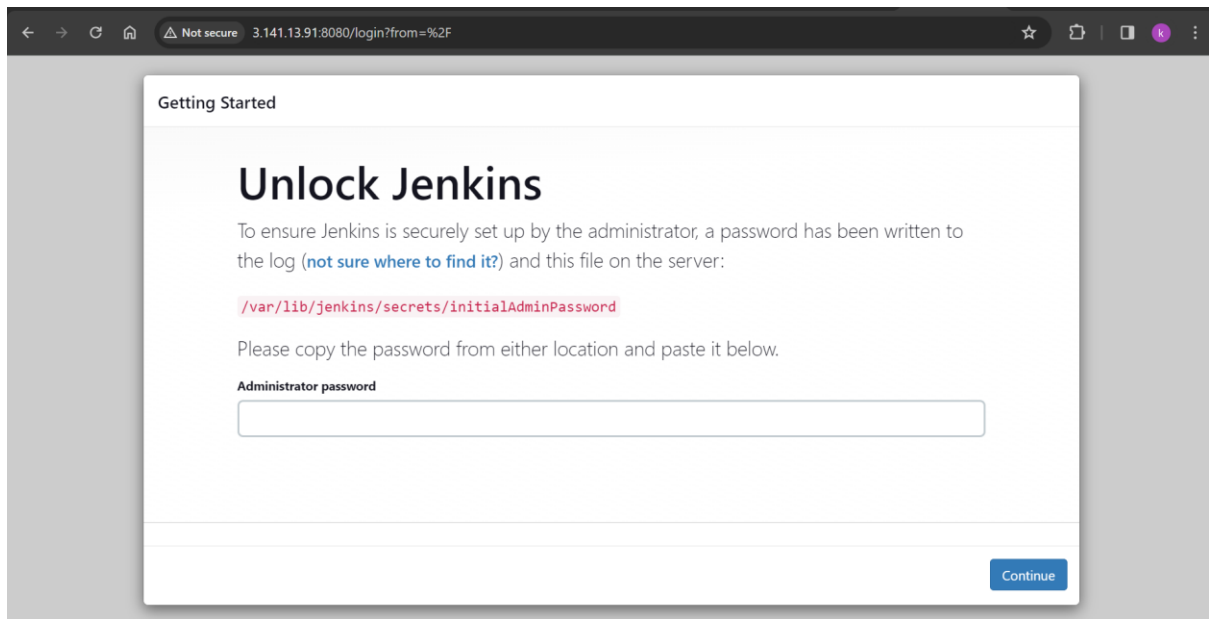 Not secure 3.141.13.91:8080/login?from=%2F
k
Getting Started
Unlock Jenkins
To ensure Jenkins is securely set up by the administrator, a password has been written to
the log (not sure where to find it?) and this file on the server:
/var/lib/jenkins/secrets/initialAdminPassword
Please copy the password from either location and paste it below.
Administrator password
Continue